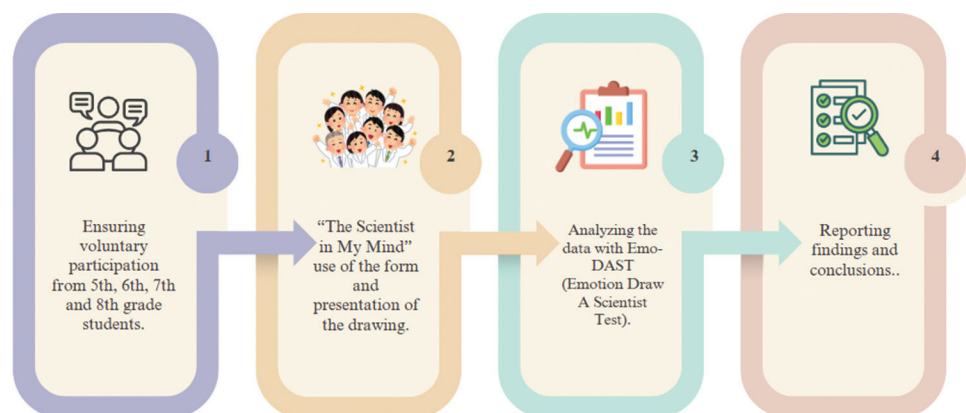 1
Ensuring
voluntary
participation
from 5th, 6th, 7th
and 8th grade
students.
2
“The Scientist
in My Mind”
use of the form
and
presentation of
the drawing.
3
Analyzing the
data with Emo-
DAST
(Emotion Draw
A Scientist
Test).
4
Reporting
findings and
conclusions..